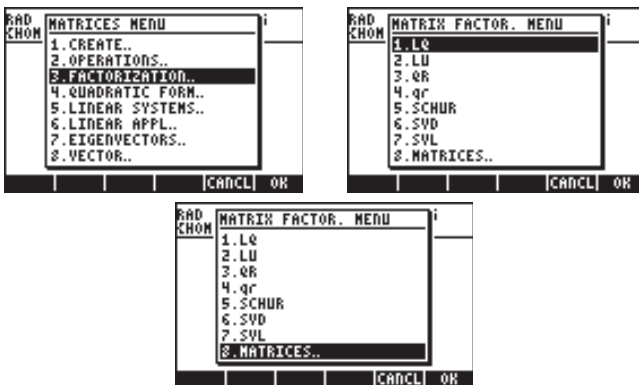 RAD
CHOM
MATRICES MENU
i
1.CREATE..
2.OPERATIONS..
3.FACTORIZATION..
4.QUADRATIC FORM..
5.LINEAR SYSTEMS..
6.LINEAR APPL..
7.EIGENVECTORS..
8.VECTOR..
CANCL OK
RAD
CHOM
MATRIX FACTOR. MENU
i
1.LQ
2.LU
3.QR
4.qr
5.SCHUR
6.SVD
7.SVL
8.MATRICES..
CANCL OK
RAD
CHOM
MATRIX FACTOR. MENU
i
1.LQ
2.LU
3.QR
4.qr
5.SCHUR
6.SVD
7.SVL
8.MATRICES..
CANCL OK